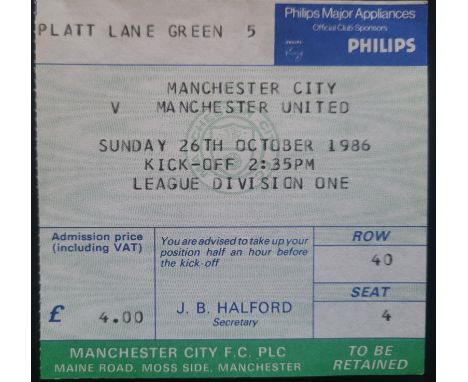 PLATT LANE GREEN 5
Philips Major Appliances
Official Club Sponsors
PHILIPS
MANCHESTER CITY
V MANCHESTER UNITED
SUNDAY 26TH OCTOBER 1986
KICK-OFF 2:35PM
LEAGUE DIVISION ONE
Admission price
(including VAT)
£ 4.00
You are advised to take up your
position half an hour before
the kick-off
J. B. HALFORD
Secretary
ROW
40
SEAT
4
MANCHESTER CITY F.C. PLC
MAINE ROAD, MOSS SIDE, MANCHESTER
TO BE
RETAINED